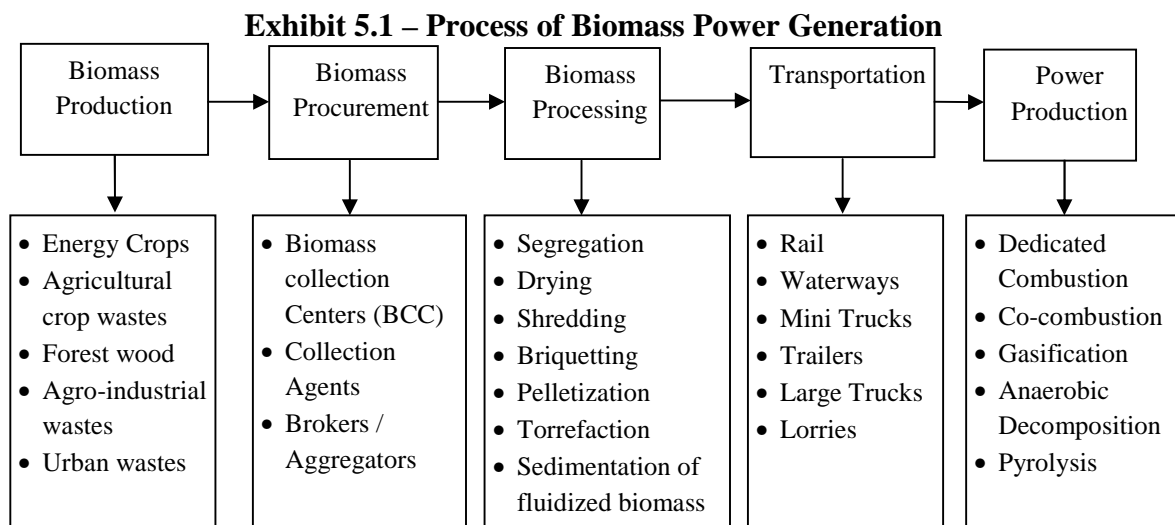 Exhibit 5.1 – Process of Biomass Power Generation
Biomass
Production
Biomass
Procurement
Biomass
Processing
Transportation
Power
Production
• Energy Crops
• Agricultural
crop wastes
• Forest wood
• Agro-industrial
wastes
• Urban wastes
• Biomass
collection
Centers (BCC)
• Collection
Agents
• Brokers /
Aggregators
• Segregation
• Drying
• Shredding
• Briquetting
• Pelletization
• Torrefaction
• Sedimentation of
fluidized biomass
• Rail
• Waterways
• Mini Trucks
• Trailers
• Large Trucks
• Lorries
• Dedicated
Combustion
• Co-combustion
• Gasification
• Anaerobic
Decomposition
• Pyrolysis